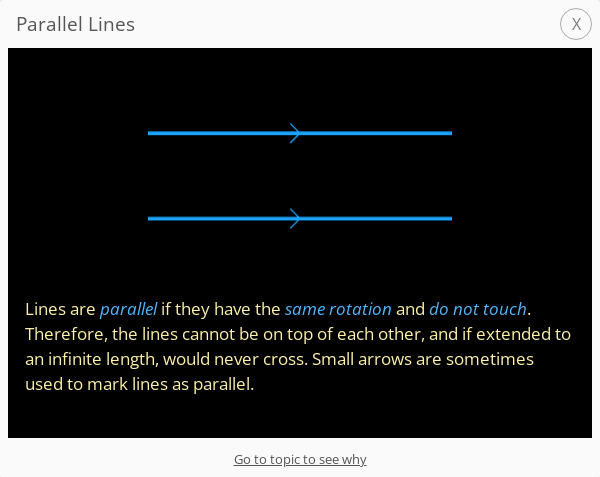 Parallel Lines
X
Lines are parallel if they have the same rotation and do not touch.
Therefore, the lines cannot be on top of each other, and if extended to
an infinite length, would never cross. Small arrows are sometimes
used to mark lines as parallel.
Go to topic to see why